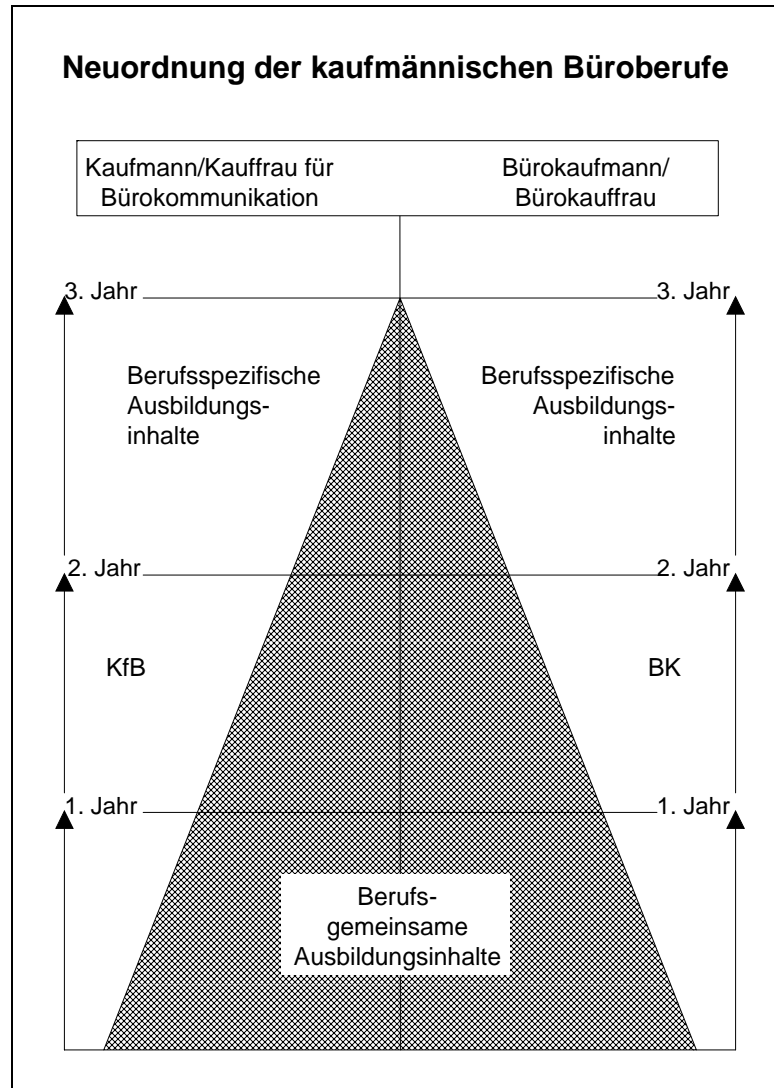 Neuordnung der kaufmännischen Büroberufe
Kaufmann/Kauffrau für
Bürokommunikation
Bürokaufmann/
Bürokauffrau
3. Jahr
3. Jahr
Berufsspezifische
Ausbildungs-
inhalte
Berufsspezifische
Ausbildungs-
inhalte
2. Jahr
2. Jahr
KfB
BK
1. Jahr
1. Jahr
Berufs-
gemeinsame
Ausbildungsinhalte